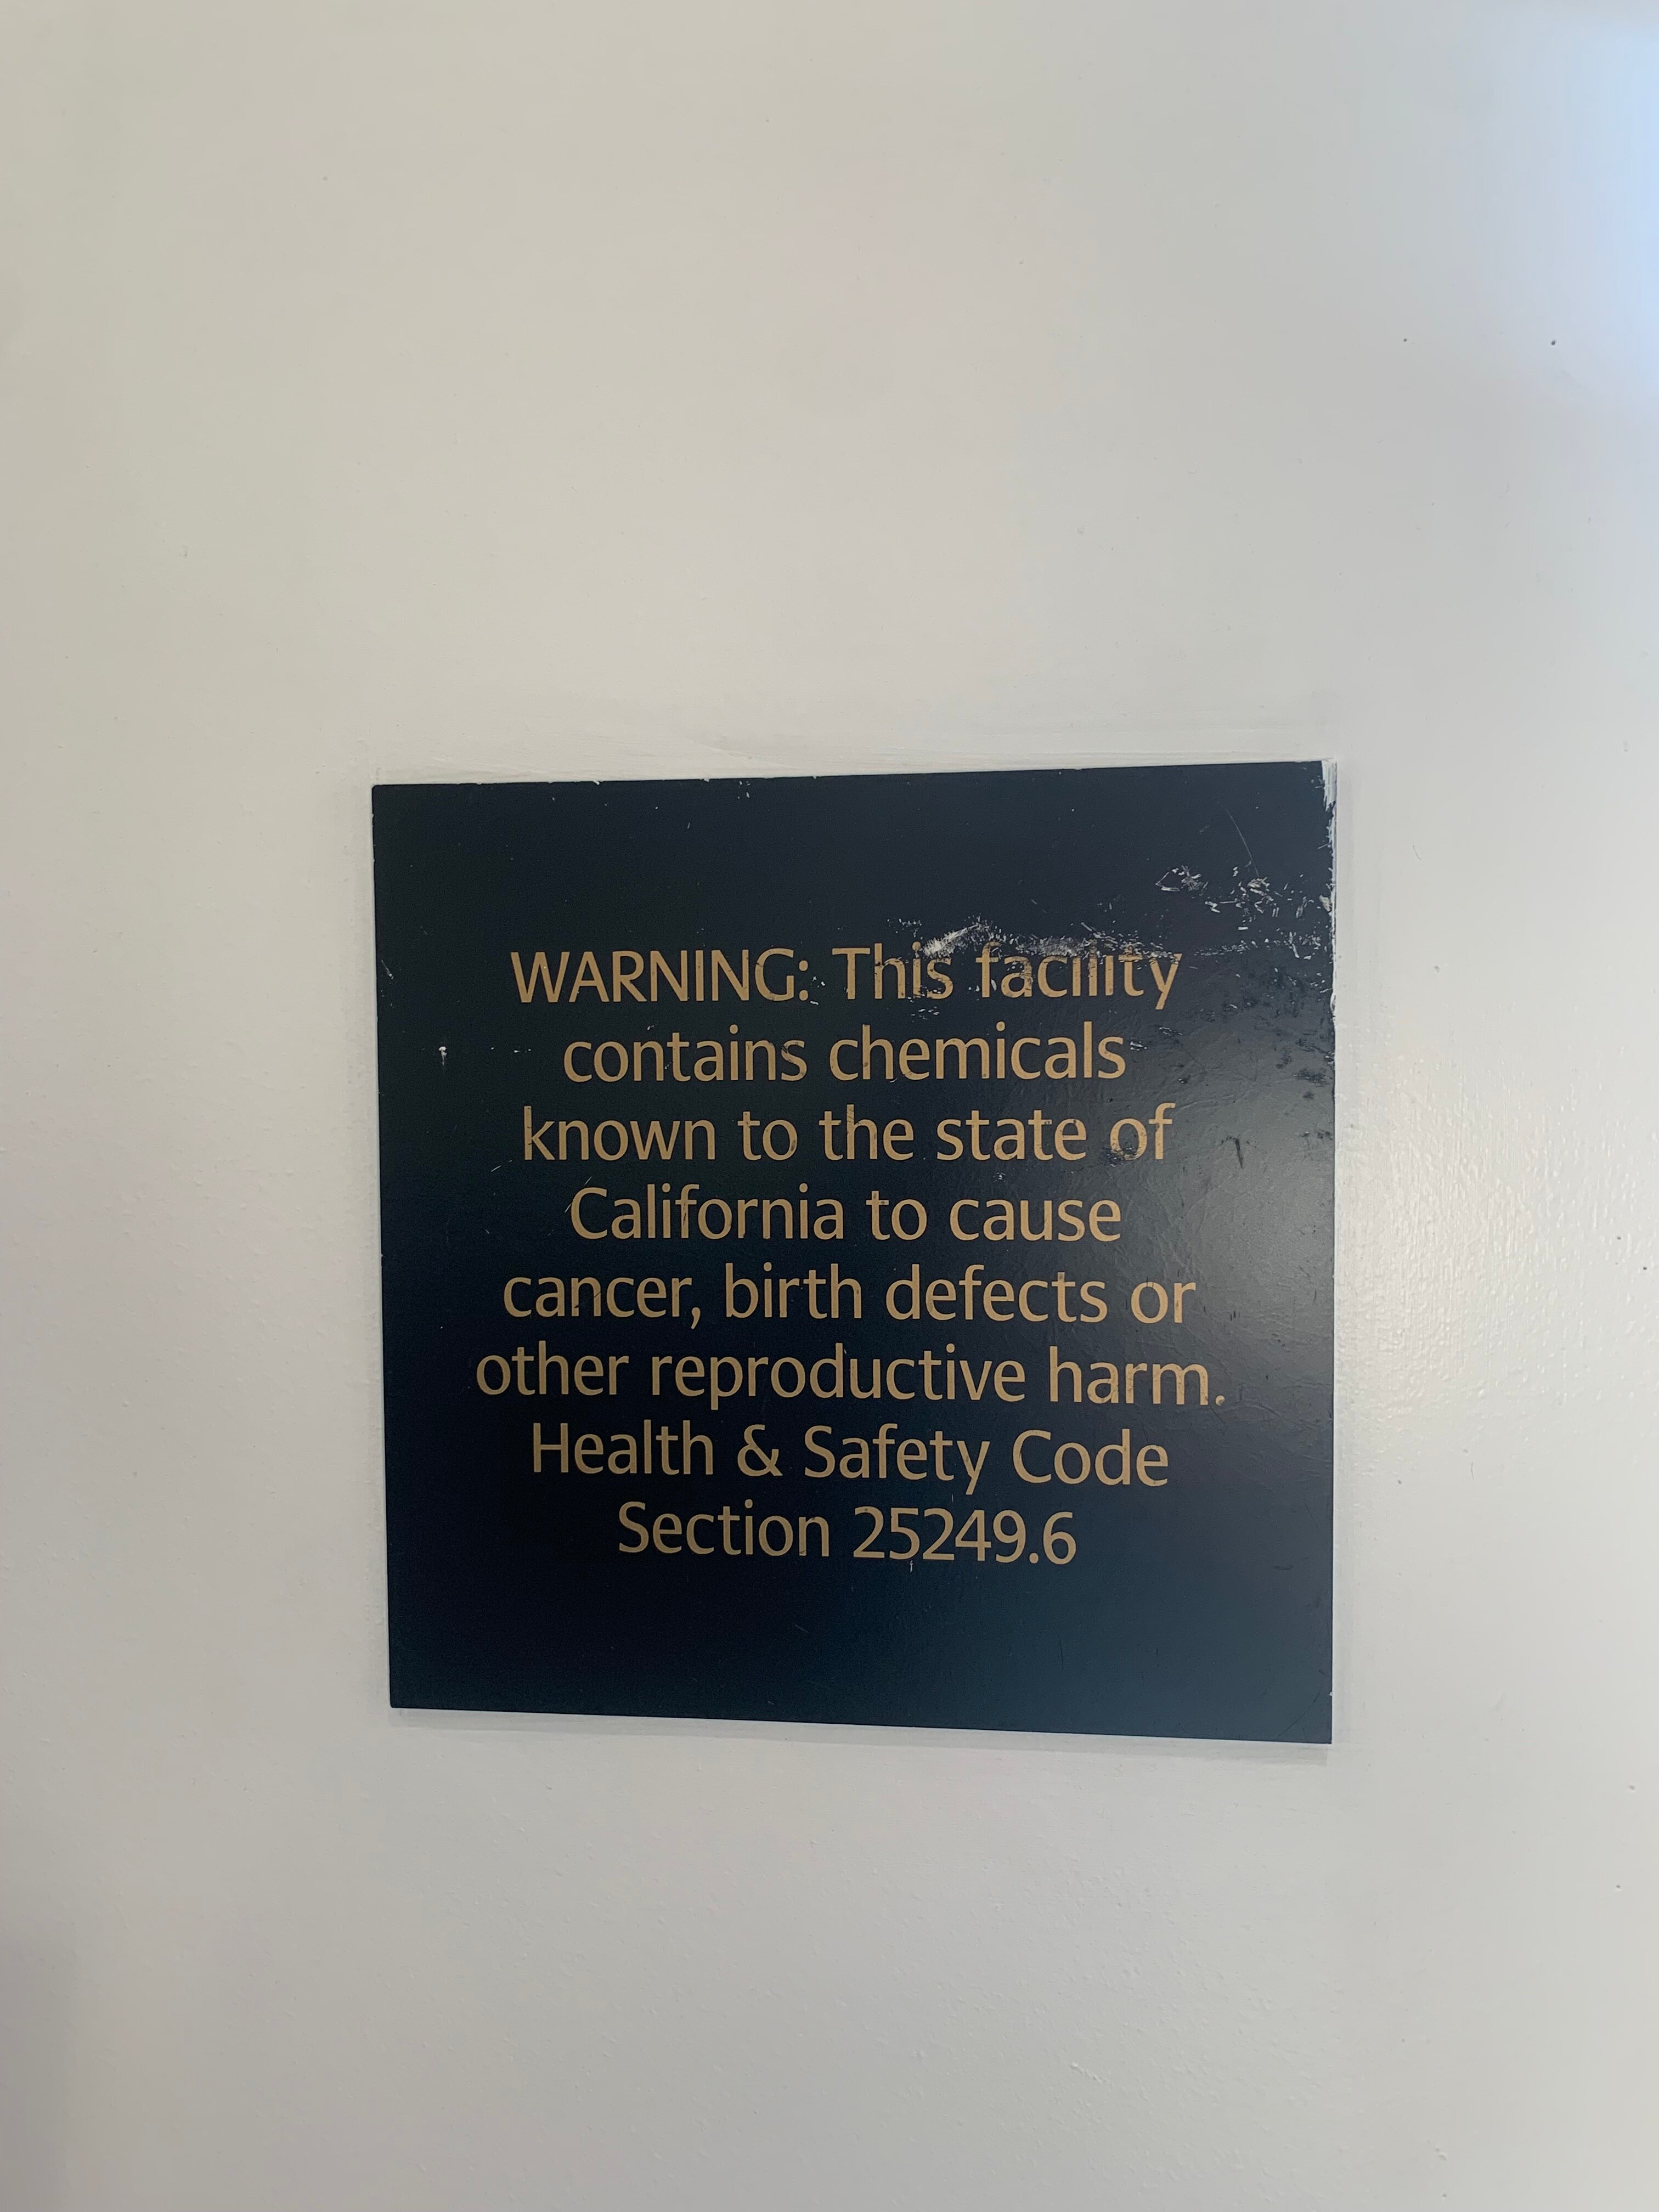 WARNING: This facility
contains chemicals
known to the state of
California to cause
cancer, birth defects or
other reproductive harm.
Health & Safety Code
Section 25249.6